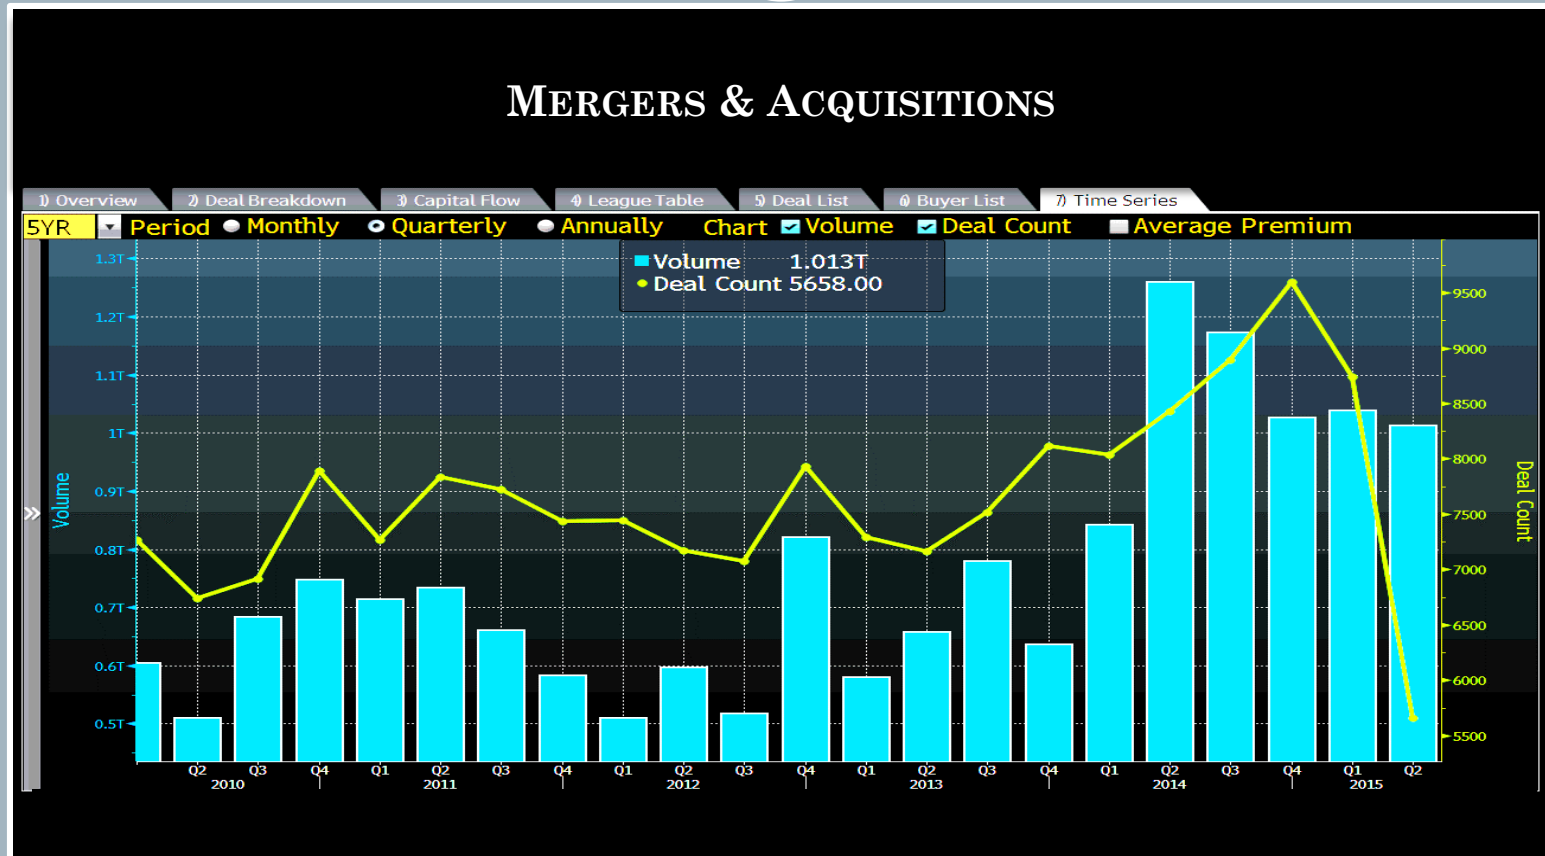 MERGERS & ACQUISITIONS
1) Overview 2) Deal Breakdown 3) Capital Flow 4) League Table 5) Deal List 6) Buyer List 7) Time Series
5YR Period Monthly Quarterly Annually Chart Volume Deal Count Average Premium
Volume 1.013T
Deal Count 5658.00
1.3T
1.2T
1.1T
1T
0.9T
0.8T
0.7T
0.6T
0.5T
Volume
9500
9000
8500
8000
7500
7000
6500
6000
5500
Deal Count
Q2 Q3 Q4 Q1 Q2 Q3 Q4 Q1 Q2 Q3 Q4 Q1 Q2 Q3 Q4 Q1 Q2 Q3 Q4 Q1 Q2
2010 2011 2012 2013 2014 2015